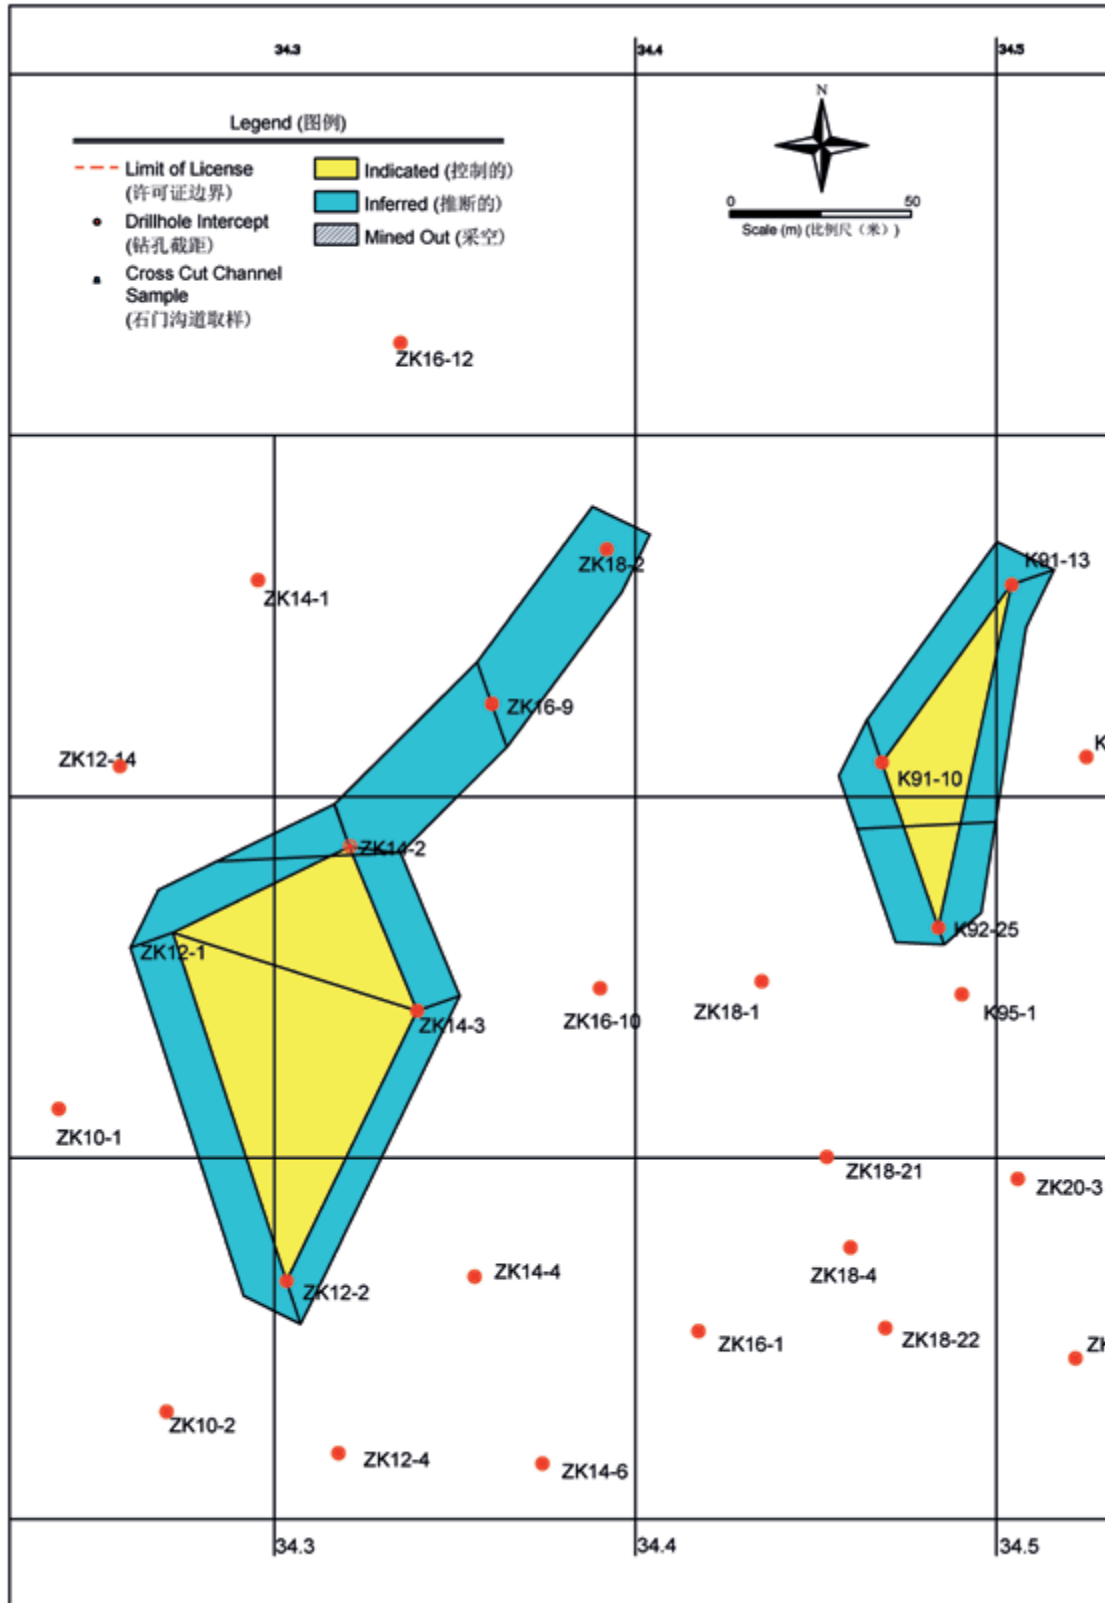 34.3
34.4
34.5
Legend (图例)
Limit of License
(许可证边界)
Drillhole Intercept
(钻孔截距)
Cross Cut Channel
Sample
(石门沟道取样)
Indicated (控制的)
Inferred (推断的)
Mined Out (采空)
N
0
50
Scale (m) (比例尺（米）)
ZK16-12
ZK18-2
K91-13
ZK14-1
ZK16-9
ZK12-14
K
K91-10
ZK14-2
ZK12-1
K92-25
ZK14-3
ZK16-10
ZK18-1
K95-1
ZK10-1
ZK18-21
ZK20-3
ZK14-4
ZK18-4
ZK12-2
ZK16-1
ZK18-22
ZK10-2
ZK12-4
ZK14-6
34.3
34.4
34.5